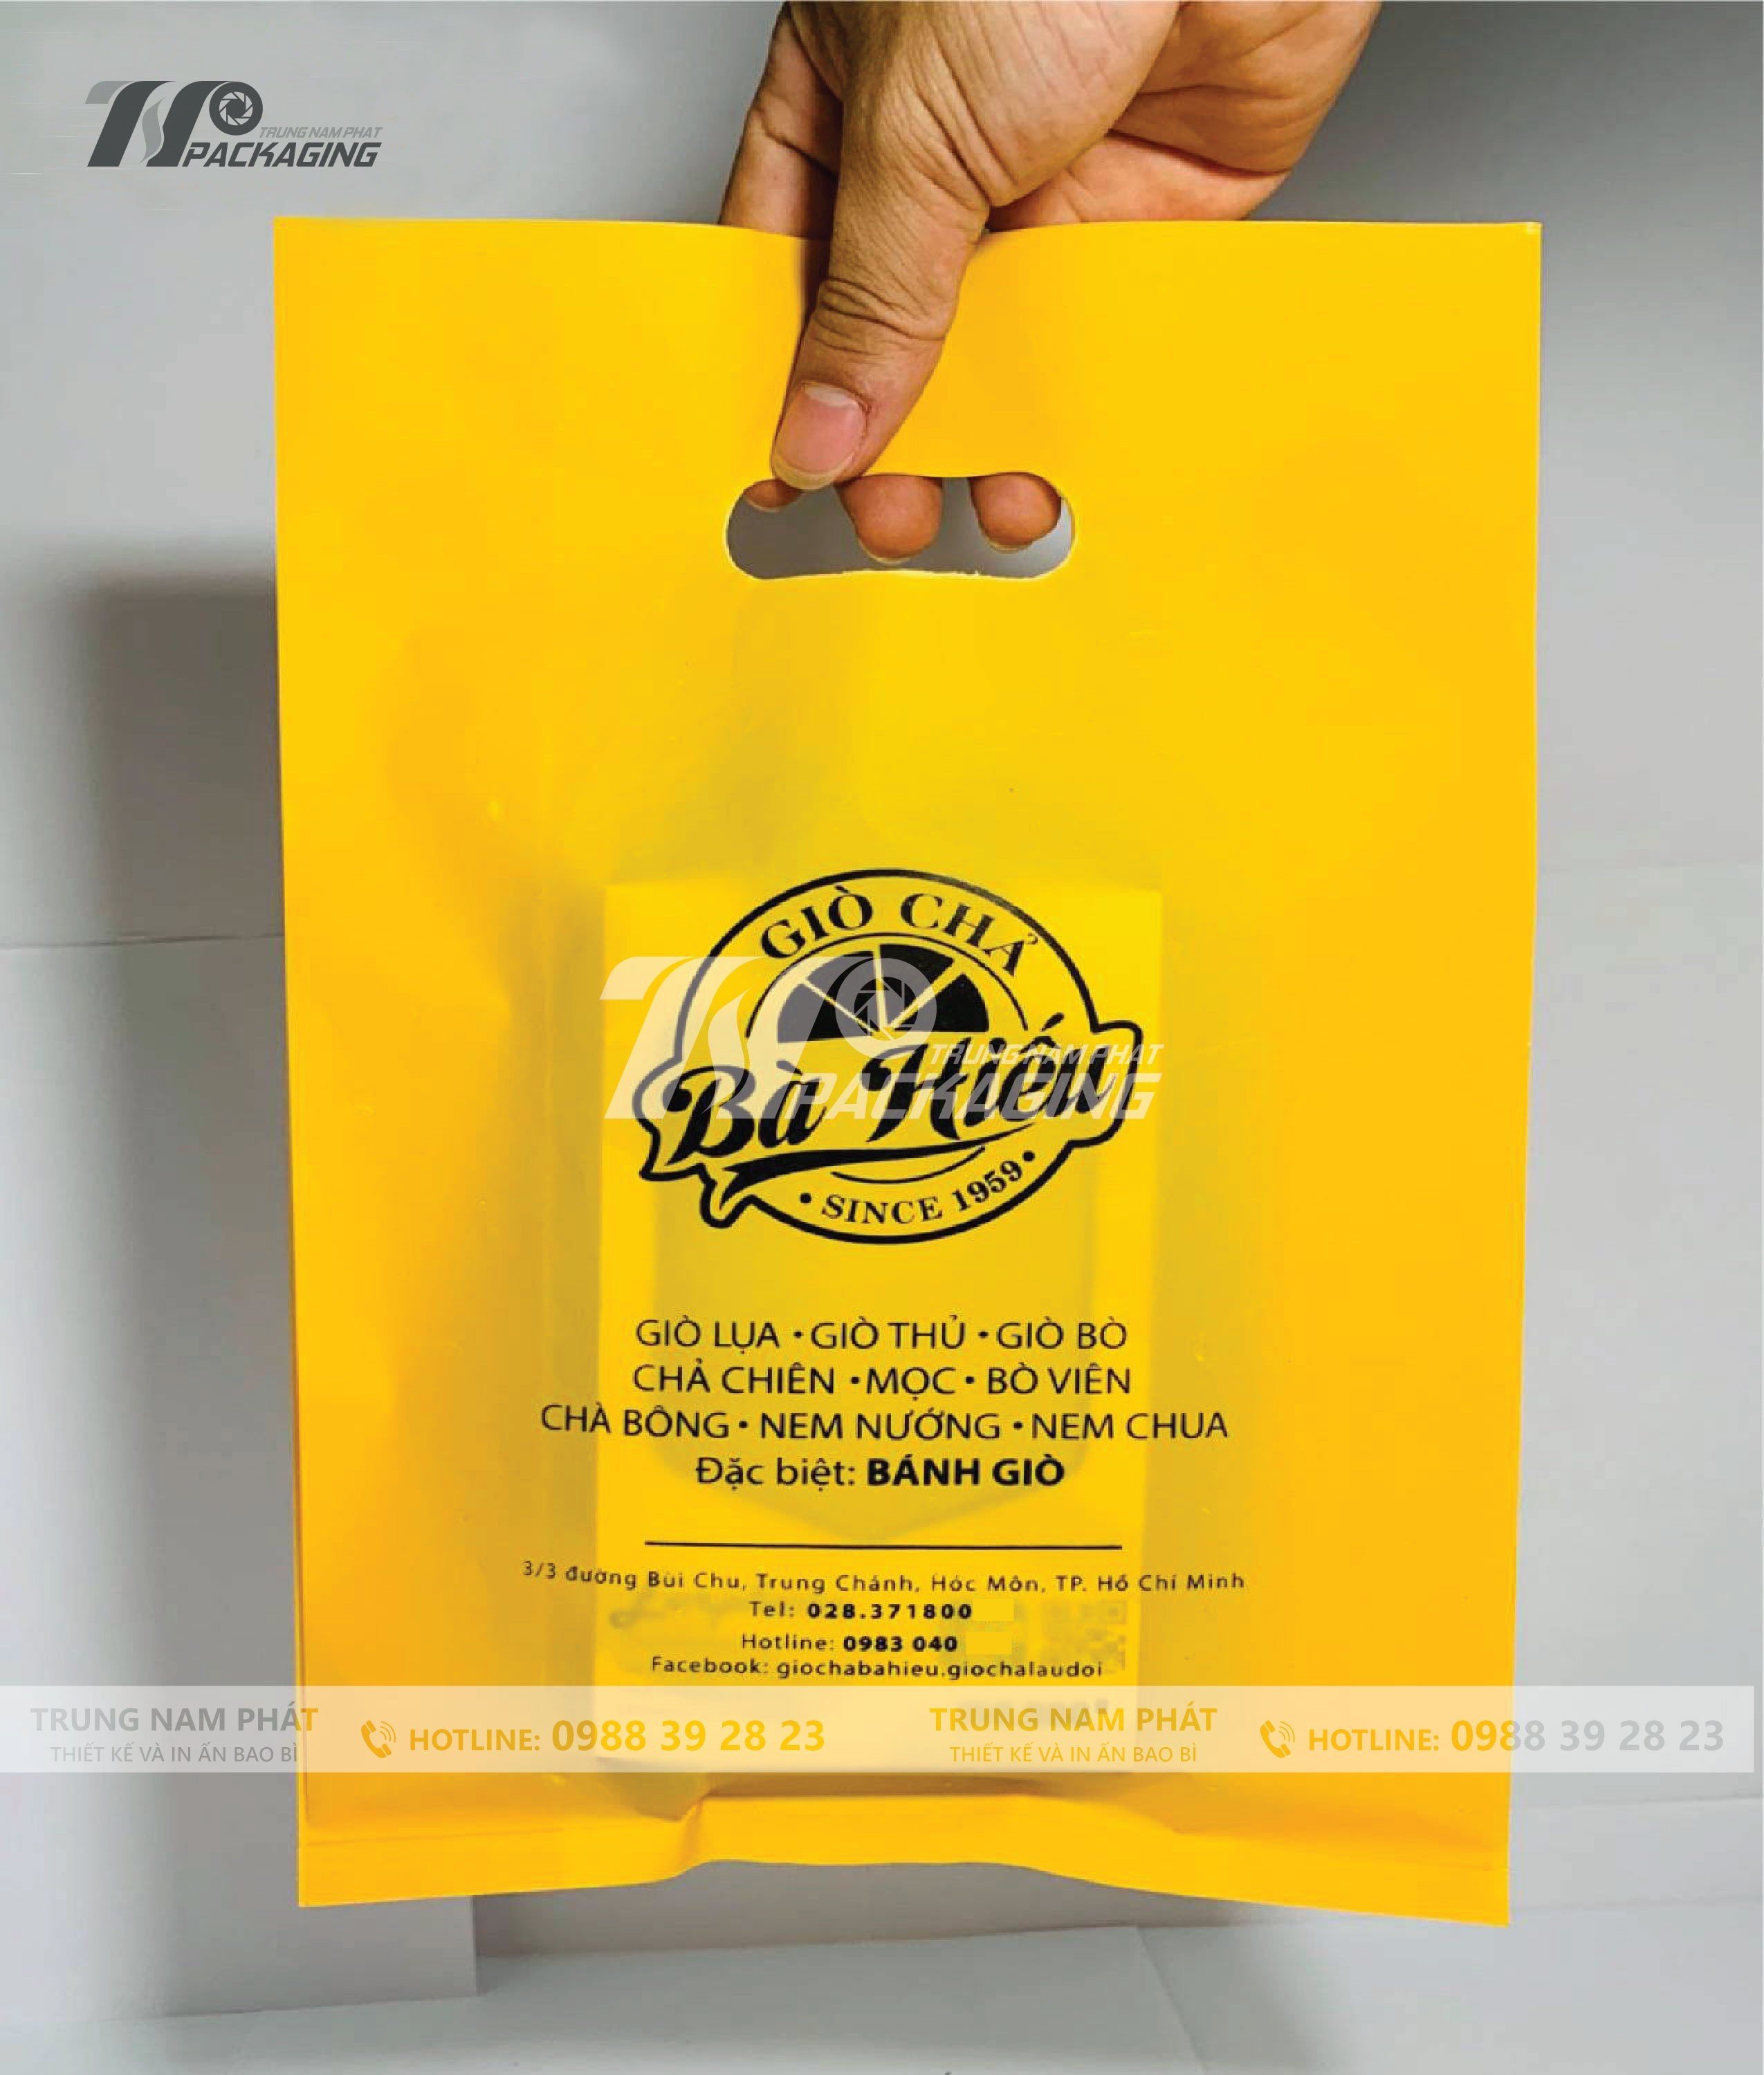 TRUNG NAM PHAT
PACKAGING
GIÒ CHẢ
Bà Hiếu
• SINCE 1959 •
TRUNG NAM PHAT
PACKAGING
GIÒ LỤA • GIÒ THỦ • GIÒ BÒ
CHẢ CHIÊN • MỌC • BÒ VIÊN
CHÀ BÔNG • NEM NƯỚNG • NEM CHUA
Đặc biệt: BÁNH GIÒ
3/3 đường Bùi Chu, Trung Chánh, Hóc Môn, TP. Hồ Chí Minh
Tel: 028.371800
Hotline: 0983 040
Facebook: giochabahieu.giochalaudoi
TRUNG NAM PHÁT HOTLINE: 0988 39 28 23 TRUNG NAM PHÁT HOTLINE: 0988 39 28 23
THIẾT KẾ VÀ IN ẤN BAO BÌ THIẾT KẾ VÀ IN ẤN BAO BÌ